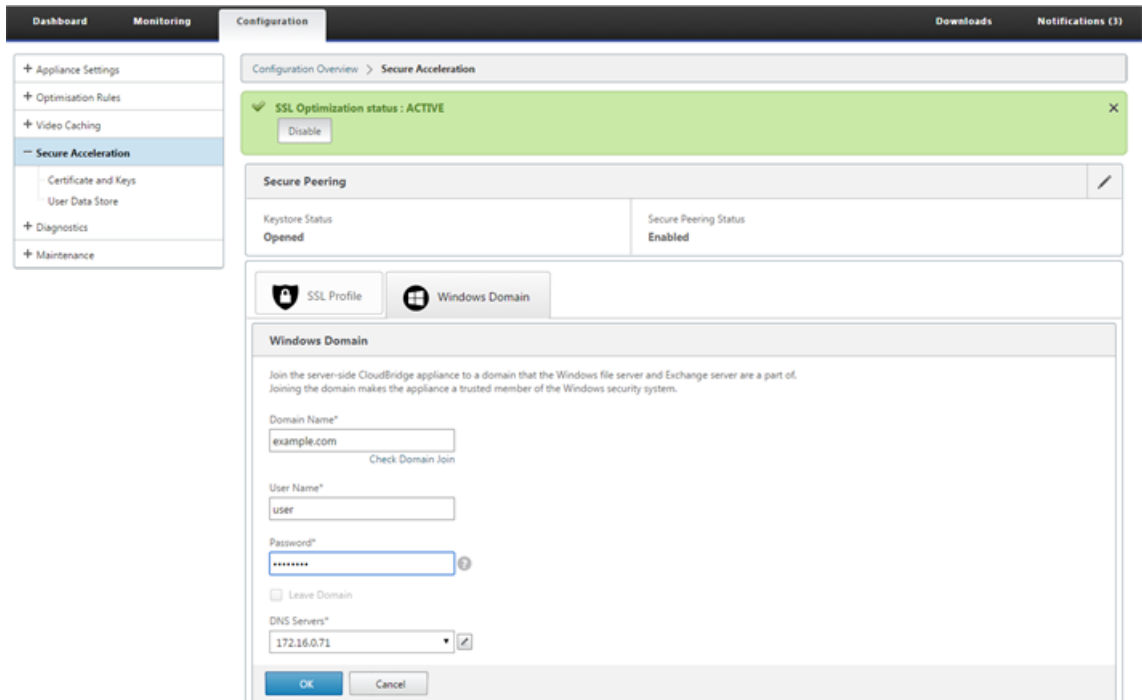 Dashboard Monitoring Configuration Downloads Notifications (3)
+ Appliance Settings
+ Optimisation Rules
+ Video Caching
− Secure Acceleration
Certificate and Keys
User Data Store
+ Diagnostics
+ Maintenance
Configuration Overview > Secure Acceleration
SSL Optimization status : ACTIVE
Disable
Secure Peering
Keystore Status
Opened
Secure Peering Status
Enabled
SSL Profile Windows Domain
Windows Domain
Join the server-side CloudBridge appliance to a domain that the Windows file server and Exchange server are a part of.
Joining the domain makes the appliance a trusted member of the Windows security system.
Domain Name*
example.com
Check Domain Join
User Name*
user
Password*
••••••••
Leave Domain
DNS Servers*
172.16.0.71
OK Cancel